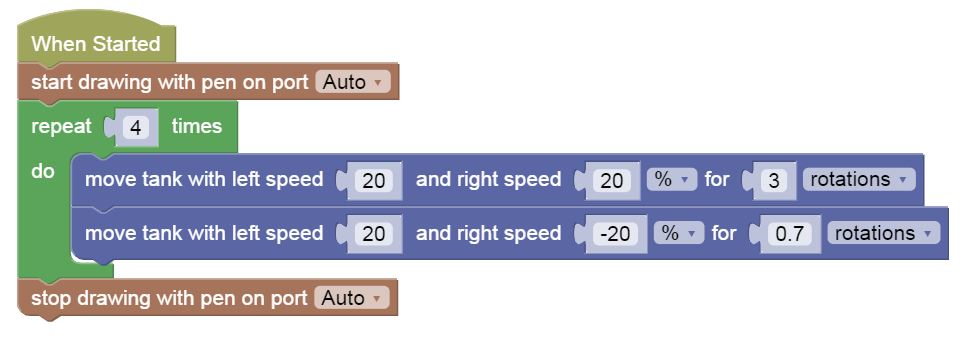 When Started
start drawing with pen on port Auto
repeat 4 times
do
move tank with left speed 20 and right speed 20 % for 3 rotations
move tank with left speed 20 and right speed -20 % for 0.7 rotations
stop drawing with pen on port Auto